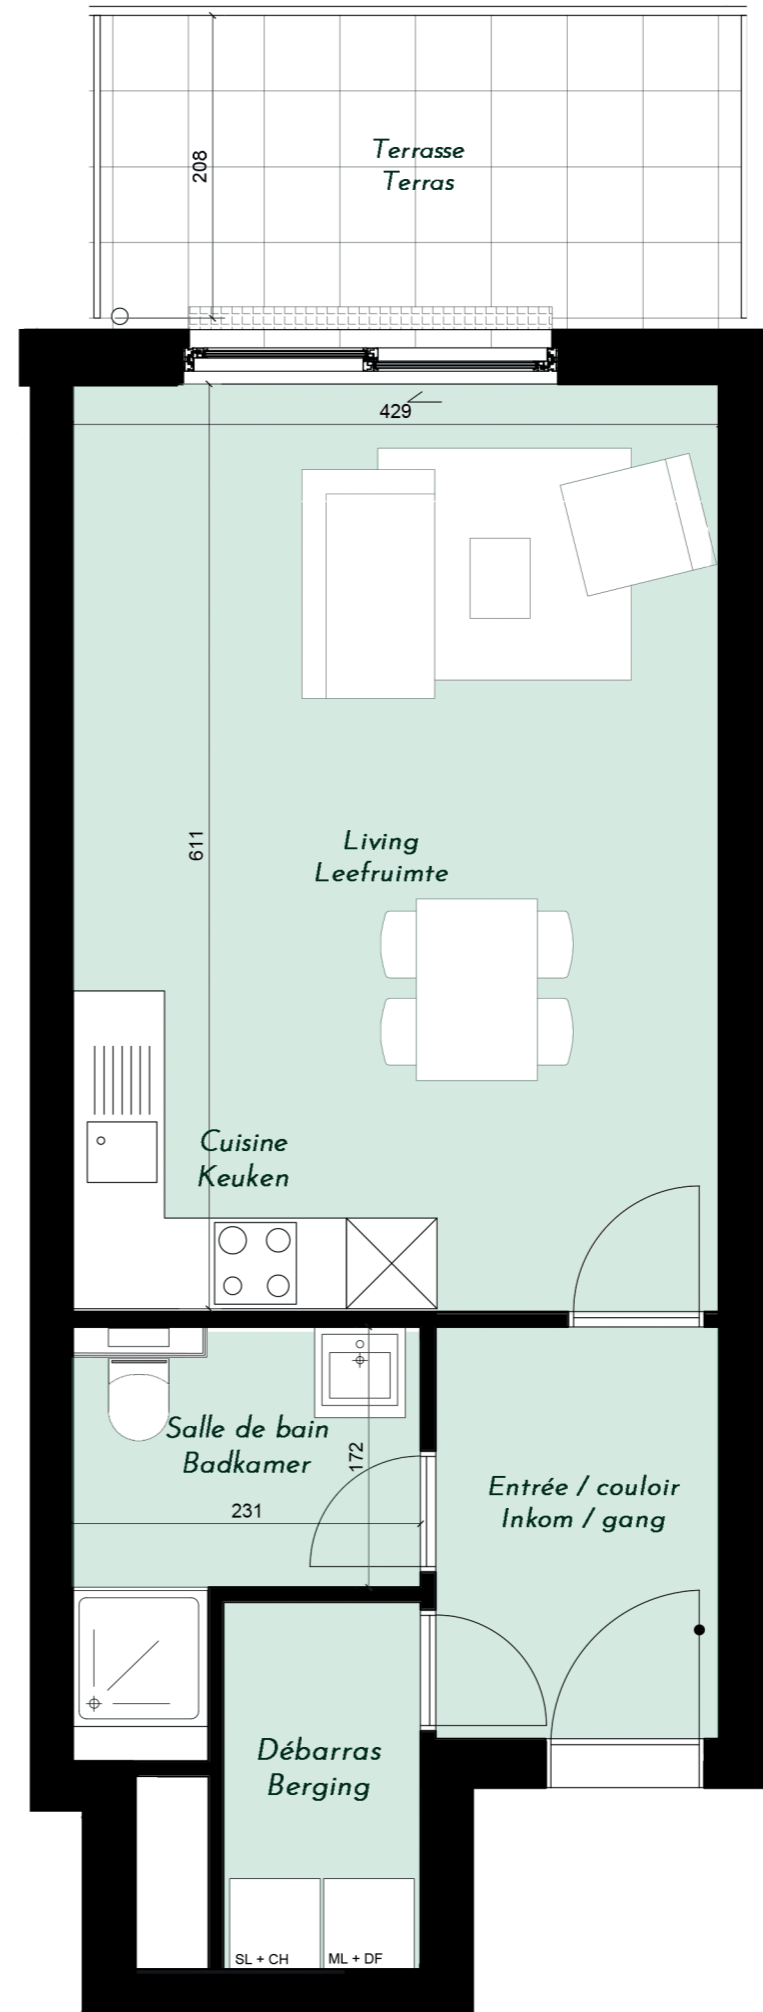 208
Terrasse
Terras
429
611
Living
Leefruimte
Cuisine
Keuken
Salle de bain
Badkamer
172
231
Entrée / couloir
Inkom / gang
Débarras
Berging
SL + CH
ML + DF